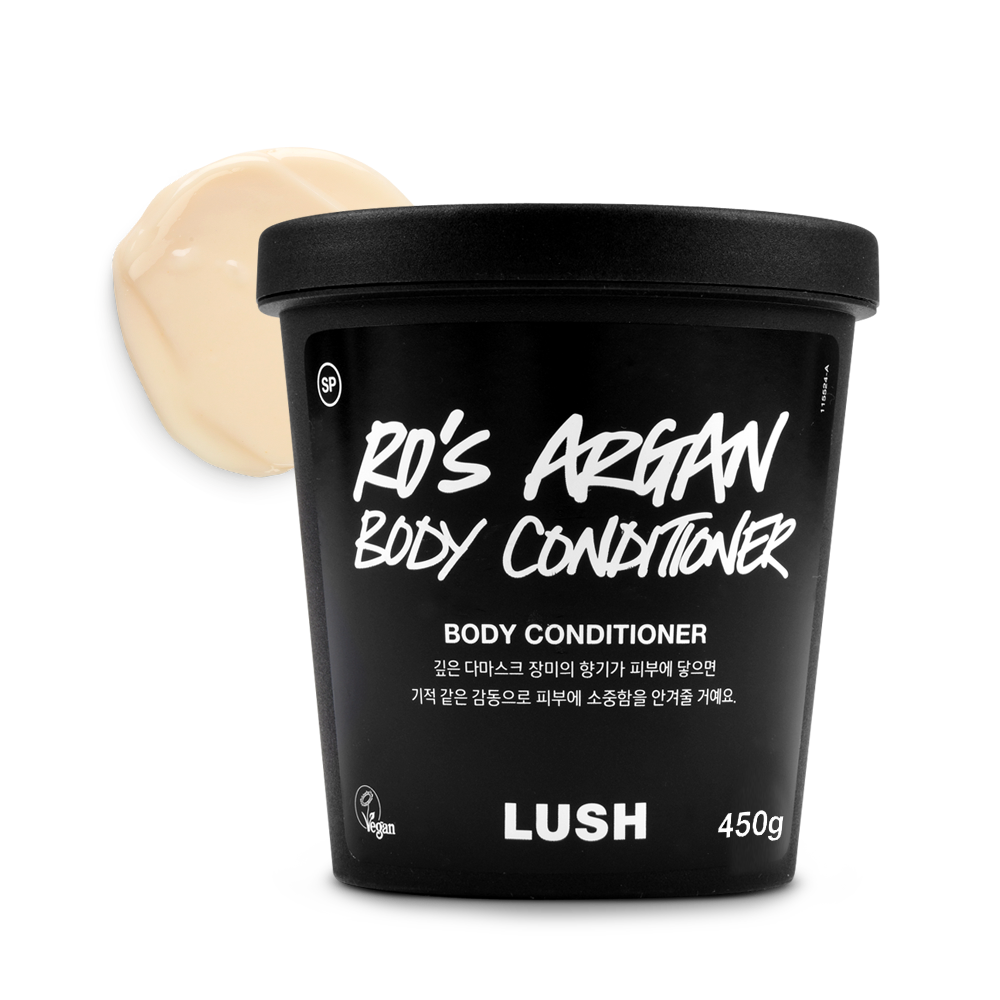 SP
115524-A
RO'S ARGAN
BODY CONDITIONER
BODY CONDITIONER
깊은 다마스크 장미의 향기가 피부에 닿으면
기적 같은 감동으로 피부에 소중함을 안겨줄 거예요.
Vegan
LUSH
450g